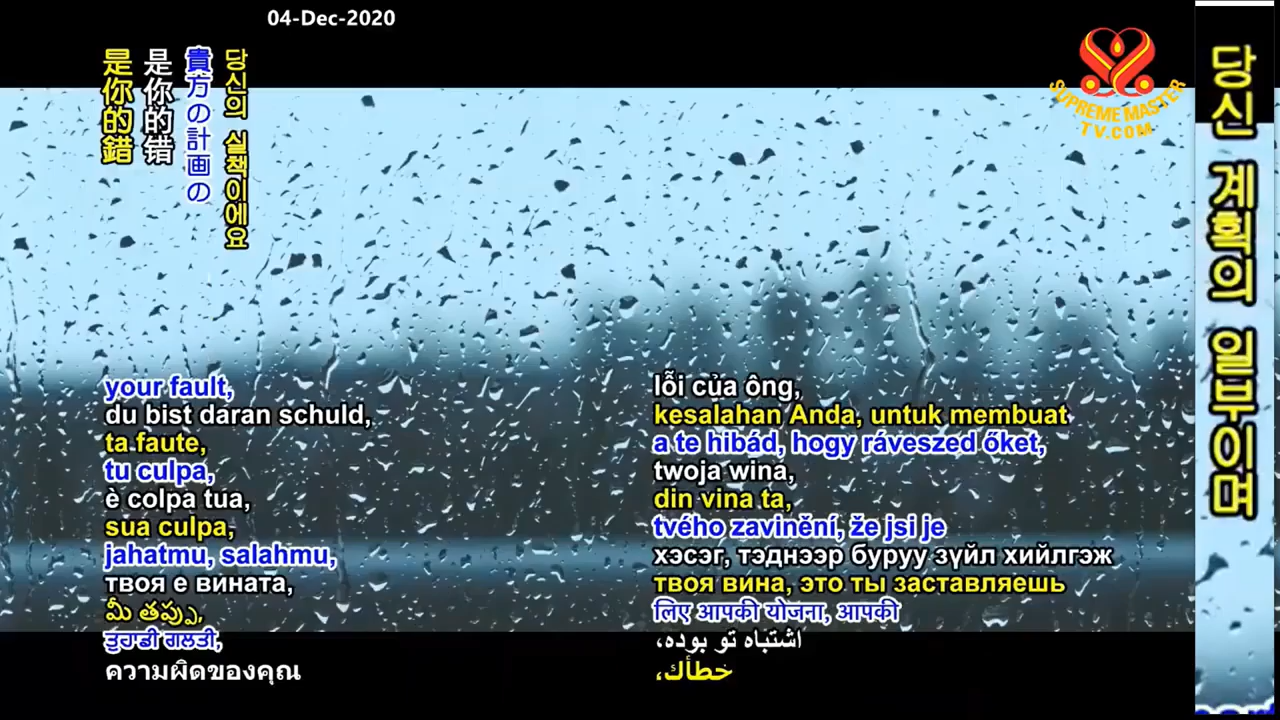 04-Dec-2020
SUPREME MASTER
TV.COM
당신 계획의 일부이며
당신의 실책이에요
貴方の計画の
是你的错
是你的錯
your fault,
du bist daran schuld,
ta faute,
tu culpa,
è colpa tua,
sua culpa,
jahatmu, salahmu,
твоя е вината,
మీ తప్పు,
ਤੁਹਾਡੀ ਗਲਤੀ,
ความผิดของคุณ
lỗi của ông,
kesalahan Anda, untuk membuat
a te hibád, hogy ráveszed őket,
twoja wina,
din vina ta,
tvého zavinění, že jsi je
хэсэг, тэднээр буруу зүйл хийлгэж
твоя вина, это ты заставляешь
लिए आपकी योजना, आपकी
اشتباه تو بوده،
خطأك،